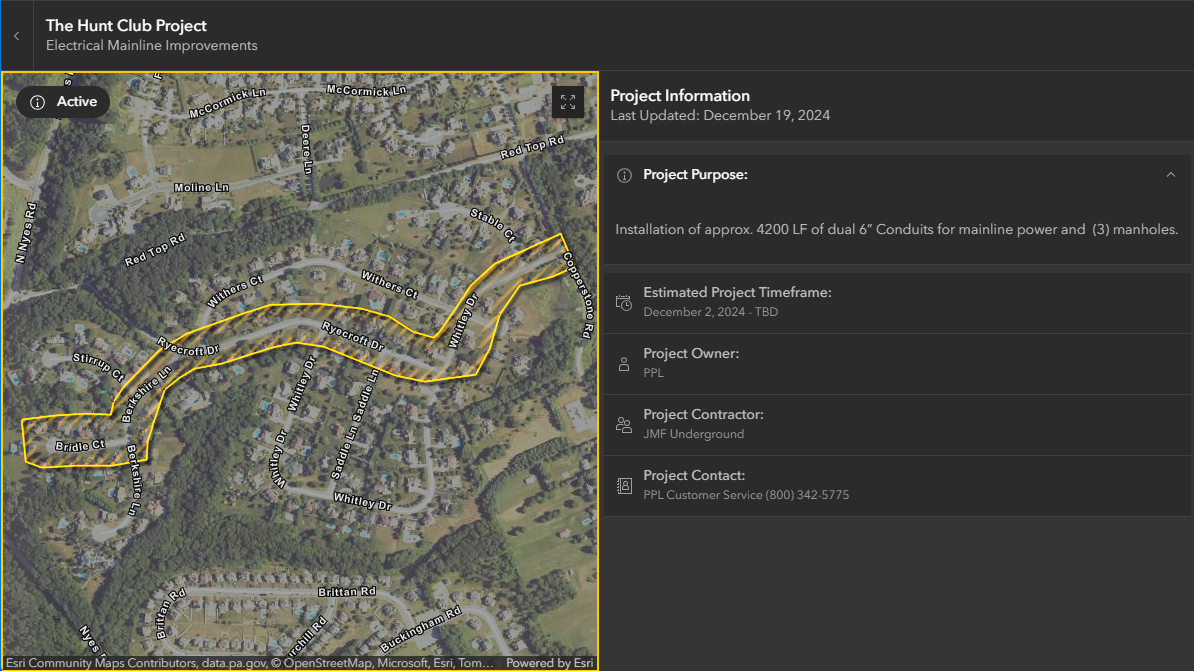 The Hunt Club Project
Electrical Mainline Improvements
Active
McCormick Ln
McCormick Ln
Deere Ln
Red Top Rd
Moline Ln
N Nyes Rd
Stable Ct
Red Top Rd
Withers Ct
Withers Ct
Copperstone Rd
Whitley Dr
Ryecroft Dr
Ryecroft Dr
Stirrup Ct
Berkshire Ln
Whitley Dr
Saddle Ln
Bridle Ct
Whitley Dr
Saddle Ln
Berkshire Ln
Whitley Dr
Brittan Rd
Brittan Rd
Buckingham Rd
urchill Rd
Nyes
Esri Community Maps Contributors, data.pa.gov, © OpenStreetMap, Microsoft, Esri, Tom...
Powered by Esri
Project Information
Last Updated: December 19, 2024
Project Purpose:
Installation of approx. 4200 LF of dual 6” Conduits for mainline power and (3) manholes.
Estimated Project Timeframe:
December 2, 2024 - TBD
Project Owner:
PPL
Project Contractor:
JMF Underground
Project Contact:
PPL Customer Service (800) 342-5775